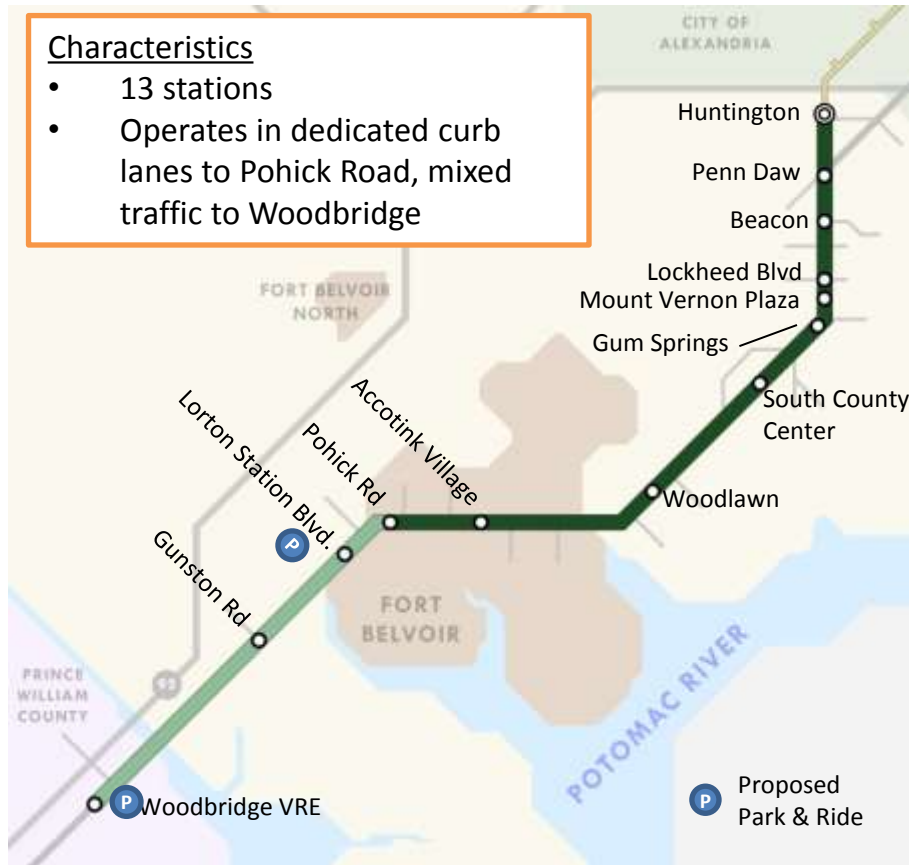 Characteristics
• 13 stations
• Operates in dedicated curb
lanes to Pohick Road, mixed
traffic to Woodbridge
CITY OF
ALEXANDRIA
Huntington
Penn Daw
Beacon
Lockheed Blvd
Mount Vernon Plaza
Gum Springs
South County
Center
Woodlawn
FORT BELVOIR
NORTH
Accotink Village
Pohick Rd
Lorton Station Blvd.
P
Gunston Rd
FORT
BELVOIR
PRINCE
WILLIAM
COUNTY
95
POTOMAC RIVER
P
Woodbridge VRE
P
Proposed
Park & Ride